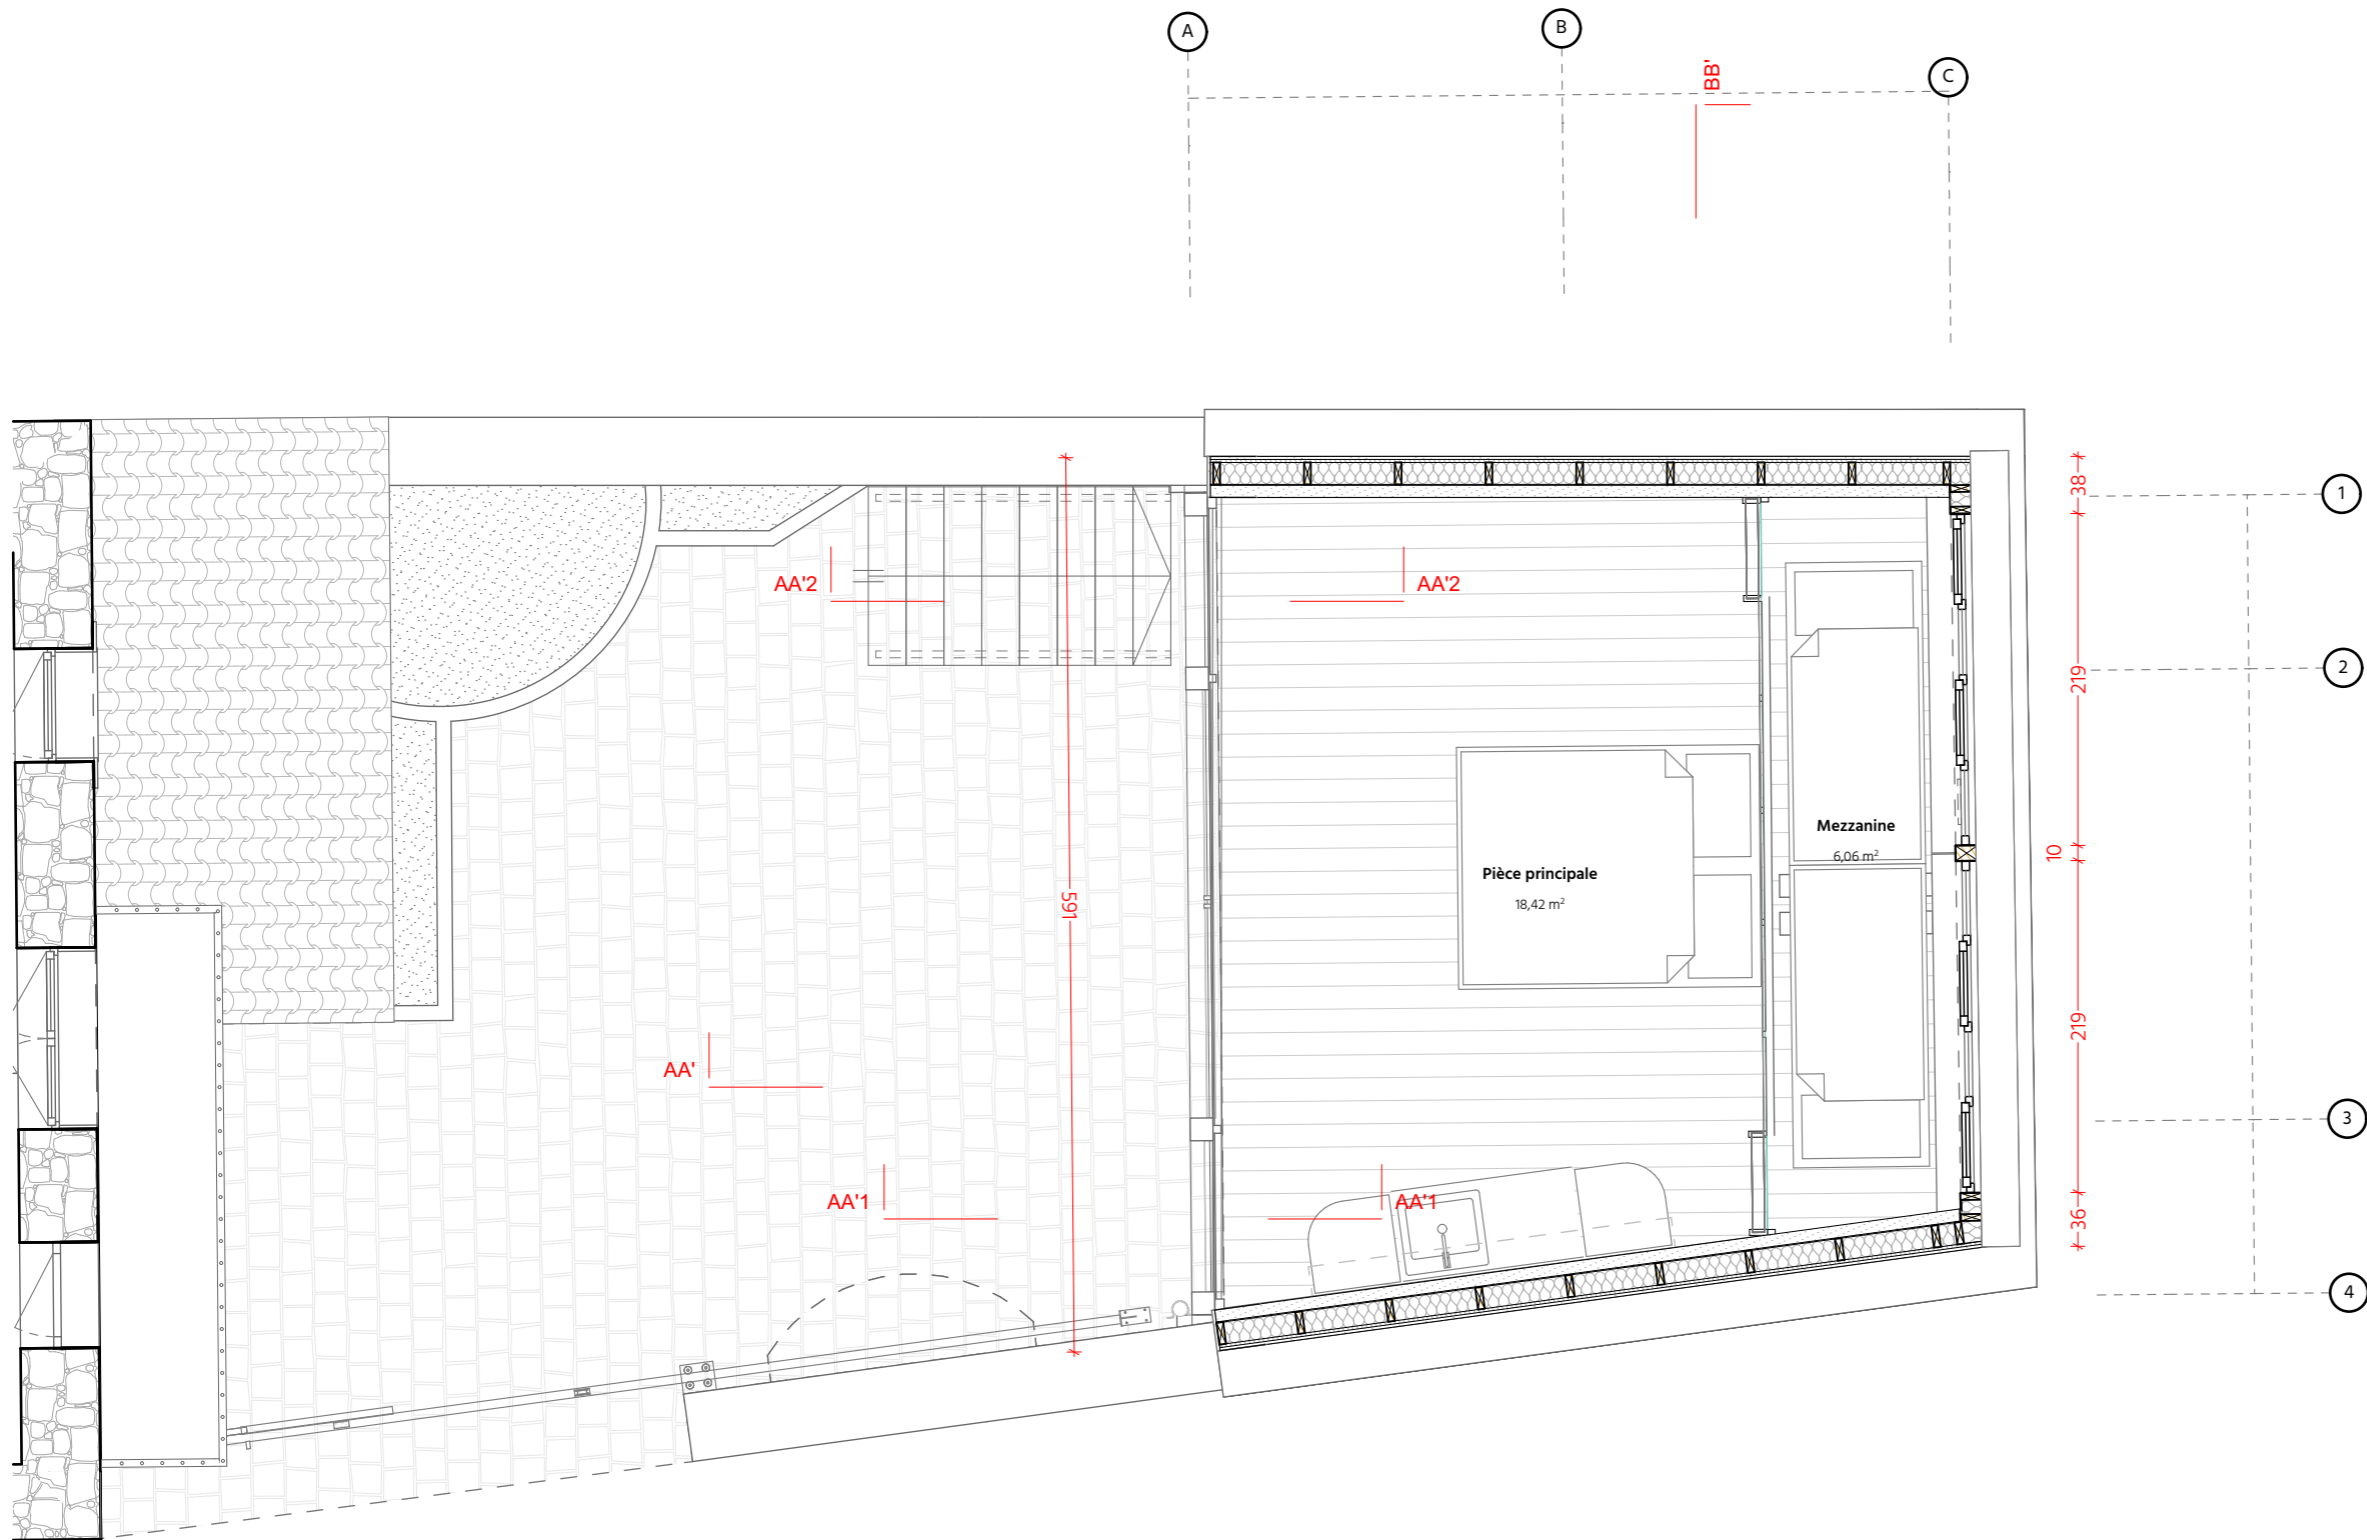 A
B
C
BB'
38
1
AA'2
AA'2
219
2
Mezzanine
6,06 m²
10
Pièce principale
18,42 m²
591
219
AA'
3
AA'1
AA'1
36
4